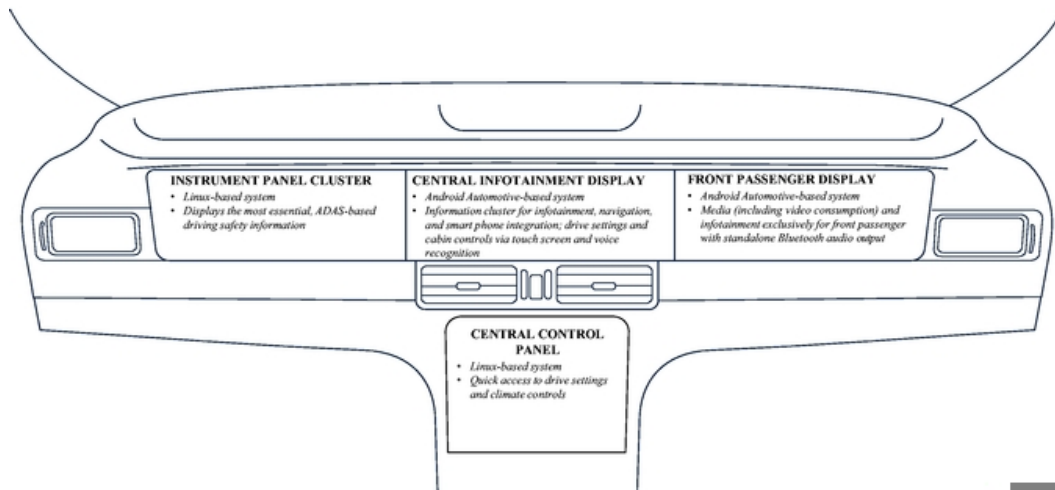 INSTRUMENT PANEL CLUSTER
• Linux-based system
• Displays the most essential, ADAS-based
driving safety information
CENTRAL INFOTAINMENT DISPLAY
• Android Automotive-based system
• Information cluster for infotainment, navigation,
and smart phone integration; drive settings and
cabin controls via touch screen and voice
recognition
FRONT PASSENGER DISPLAY
• Android Automotive-based system
• Media (including video consumption) and
infotainment exclusively for front passenger
with standalone Bluetooth audio output
CENTRAL CONTROL
PANEL
• Linux-based system
• Quick access to drive settings
and climate controls